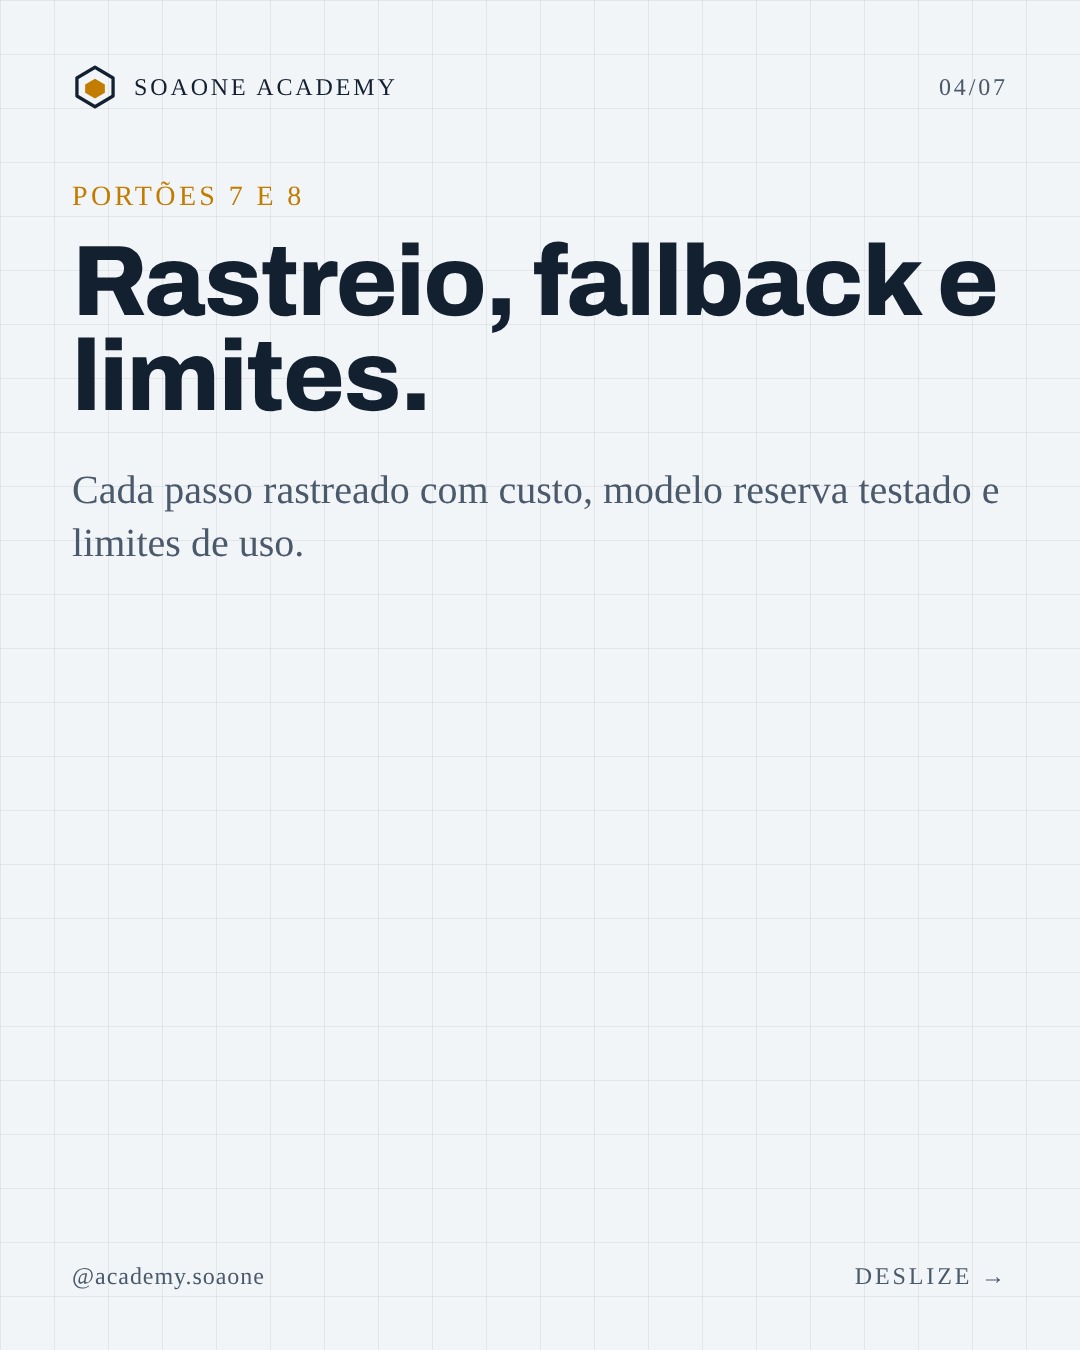 SOAONE ACADEMY
04/07
PORTÕES 7 E 8
Rastreio, fallback e
limites.
Cada passo rastreado com custo, modelo reserva testado e
limites de uso.
@academy.soaone
DESLIZE →